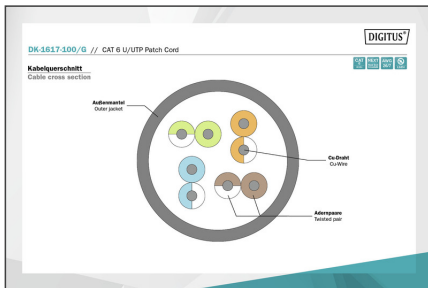 DIGITUS®
DK-1617-100/G // CAT 6 U/UTP Patch Cord
Kabelquerschnitt
Cable cross section
Außenmantel
Outer jacket
Cu-Draht
Cu-Wire
Adernpaare
Twisted pair